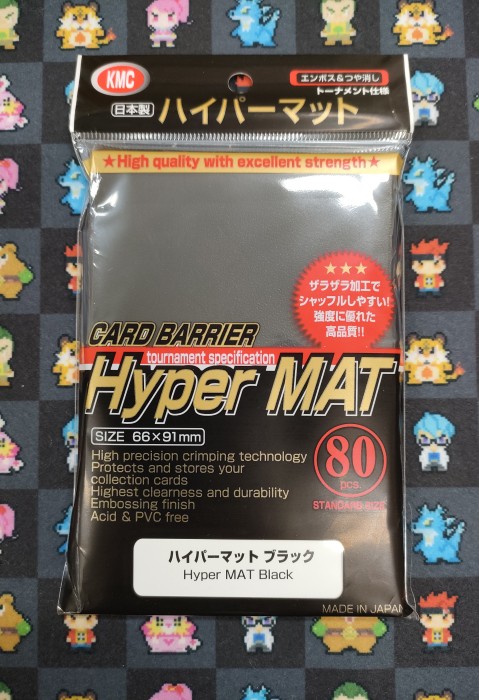 KMC
エンボス&つや消し
トーナメント仕様
日本製 ハイパーマット
★High quality with excellent strength★
★★★
ザラザラ加工で
シャッフルしやすい!
強度に優れた
高品質!!
CARD BARRIER
tournament specification
Hyper MAT
SIZE 66×91mm
80
pcs.
STANDARD SIZE
High precision crimping technology
Protects and stores your
collection cards
Highest clearness and durability
Embossing finish
Acid & PVC free
ハイパーマット ブラック
Hyper MAT Black
MADE IN JAPAN